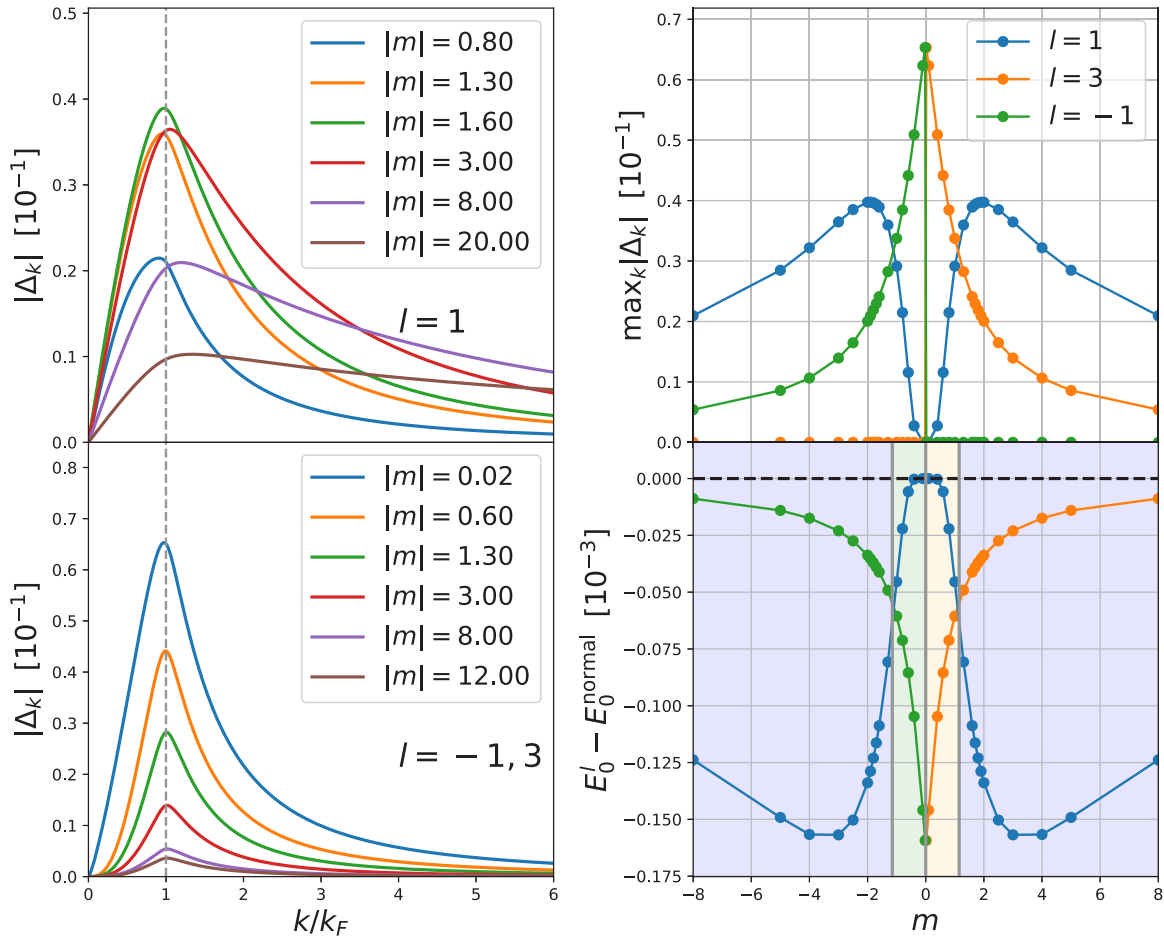 |Δ_k| [10⁻¹]
0.5
0.4
0.3
0.2
0.1
0.0
|m| = 0.80
|m| = 1.30
|m| = 1.60
|m| = 3.00
|m| = 8.00
|m| = 20.00
l = 1
max_k|Δ_k| [10⁻¹]
0.7
0.6
0.5
0.4
0.3
0.2
0.1
0.0
l = 1
l = 3
l = −1
|Δ_k| [10⁻¹]
0.8
0.7
0.6
0.5
0.4
0.3
0.2
0.1
0.0
|m| = 0.02
|m| = 0.60
|m| = 1.30
|m| = 3.00
|m| = 8.00
|m| = 12.00
l = −1, 3
0 1 2 3 4 5 6
k/k_F
E₀ˡ − E₀ⁿᵒʳᵐᵃˡ [10⁻³]
0.000
−0.025
−0.050
−0.075
−0.100
−0.125
−0.150
−0.175
−8 −6 −4 −2 0 2 4 6 8
m